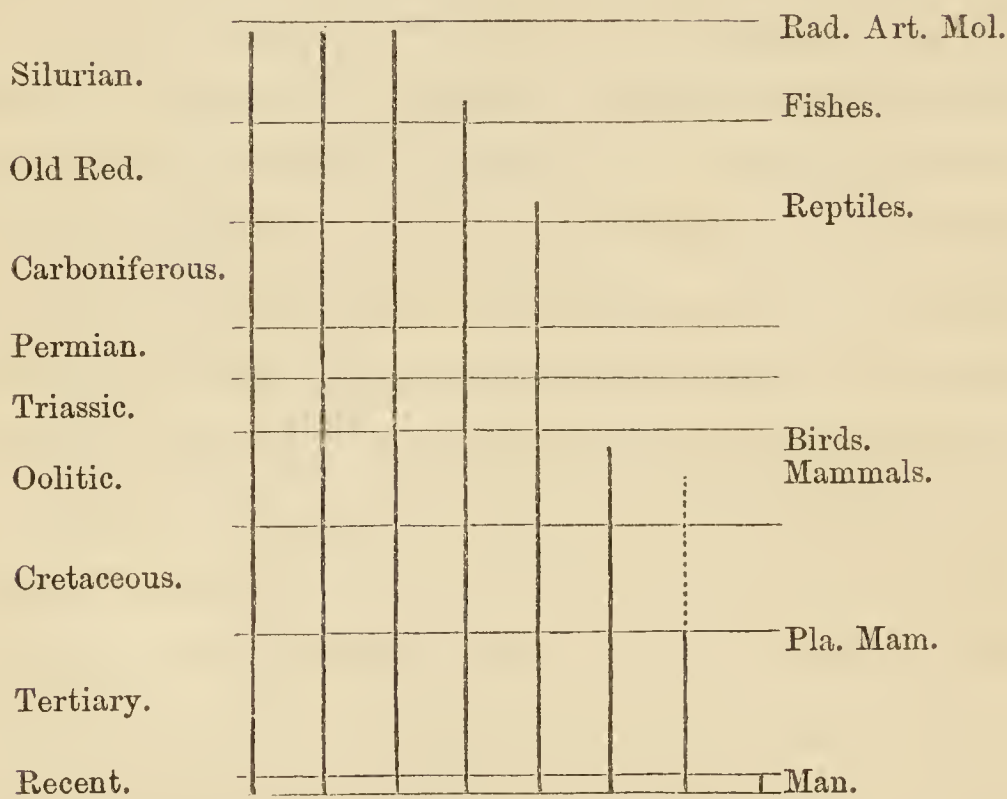 Rad. Art. Mol.
Silurian.
Fishes.
Old Red.
Reptiles.
Carboniferous.
Permian.
Triassic.
Birds.
Oolitic.
Mammals.
Cretaceous.
Pla. Mam.
Tertiary.
Recent.
Man.